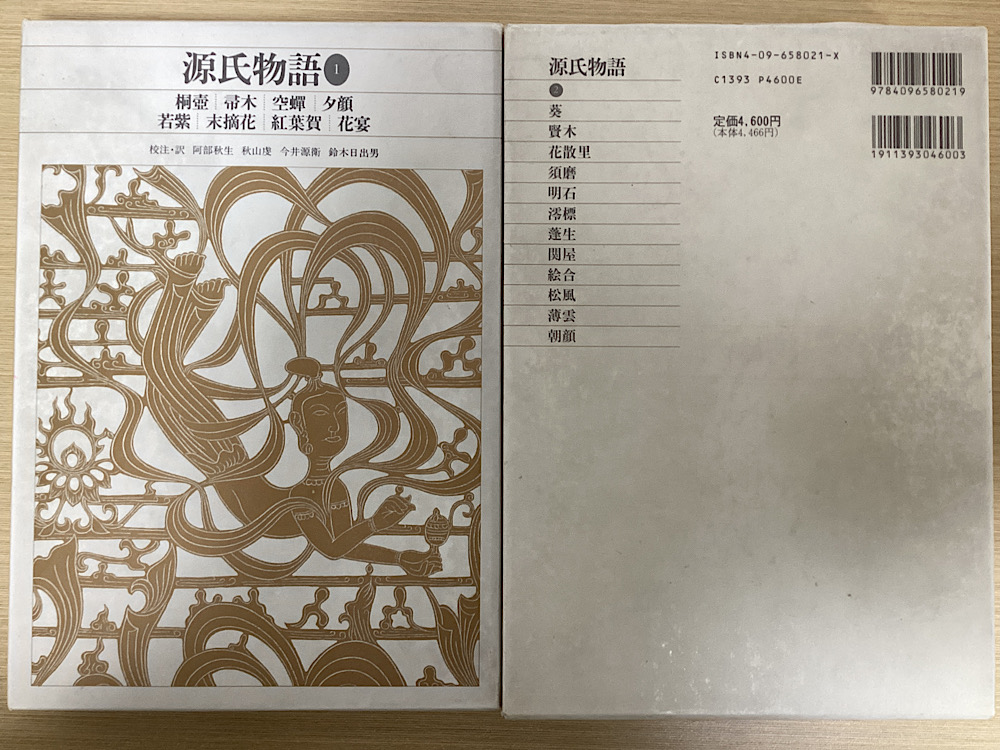 源氏物語 1
桐壺 帚木 空蟬 夕顔
若紫 末摘花 紅葉賀 花宴
校注・訳 阿部秋生 秋山虔 今井源衛 鈴木日出男
源氏物語
2
葵
賢木
花散里
須磨
明石
澪標
蓬生
関屋
絵合
松風
薄雲
朝顔
ISBN4-09-658021-X
C1393 P4600E
定価4,600円
(本体4,466円)
9784096580219
1911393046003